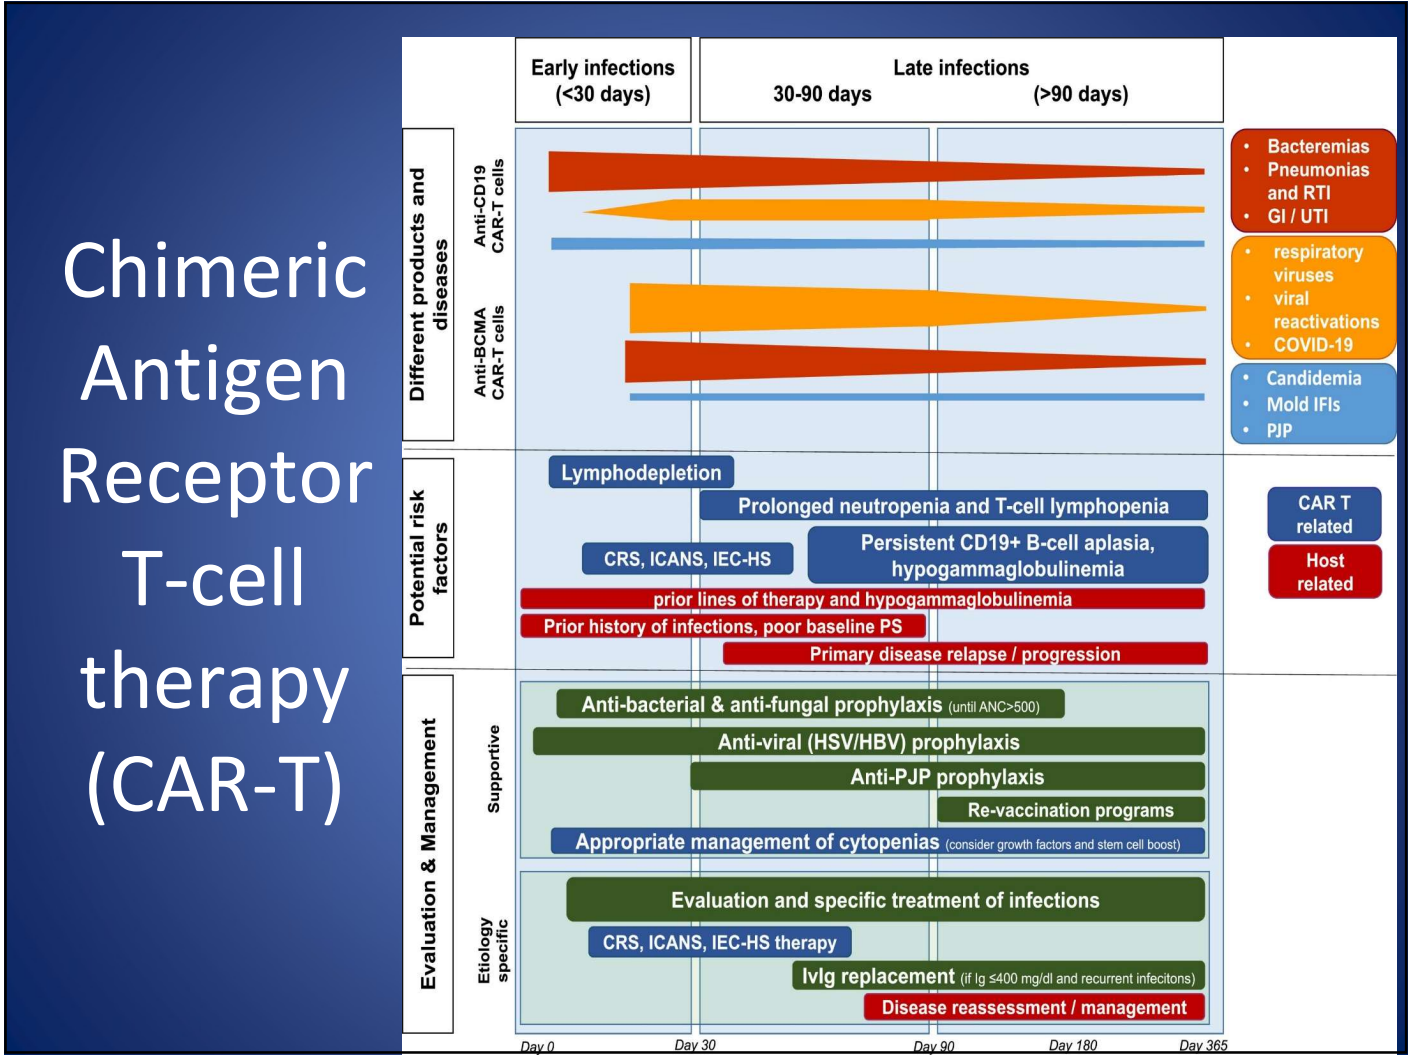 Chimeric
Antigen
Receptor
T-cell
therapy
(CAR-T)
Early infections
(<30 days)
Late infections
30-90 days
(>90 days)
Different products and
diseases
Anti-CD19
CAR-T cells
Anti-BCMA
CAR-T cells
• Bacteremias
• Pneumonias
and RTI
• GI / UTI
• respiratory
viruses
• viral
reactivations
• COVID-19
• Candidemia
• Mold IFIs
• PJP
Potential risk
factors
Lymphodepletion
Prolonged neutropenia and T-cell lymphopenia
CRS, ICANS, IEC-HS
Persistent CD19+ B-cell aplasia,
hypogammaglobulinemia
prior lines of therapy and hypogammaglobulinemia
Prior history of infections, poor baseline PS
Primary disease relapse / progression
CAR T
related
Host
related
Evaluation & Management
Supportive
Anti-bacterial & anti-fungal prophylaxis (until ANC>500)
Anti-viral (HSV/HBV) prophylaxis
Anti-PJP prophylaxis
Re-vaccination programs
Appropriate management of cytopenias (consider growth factors and stem cell boost)
Etiology
specific
Evaluation and specific treatment of infections
CRS, ICANS, IEC-HS therapy
IvIg replacement (if Ig ≤400 mg/dl and recurrent infecitons)
Disease reassessment / management
Day 0
Day 30
Day 90
Day 180
Day 365